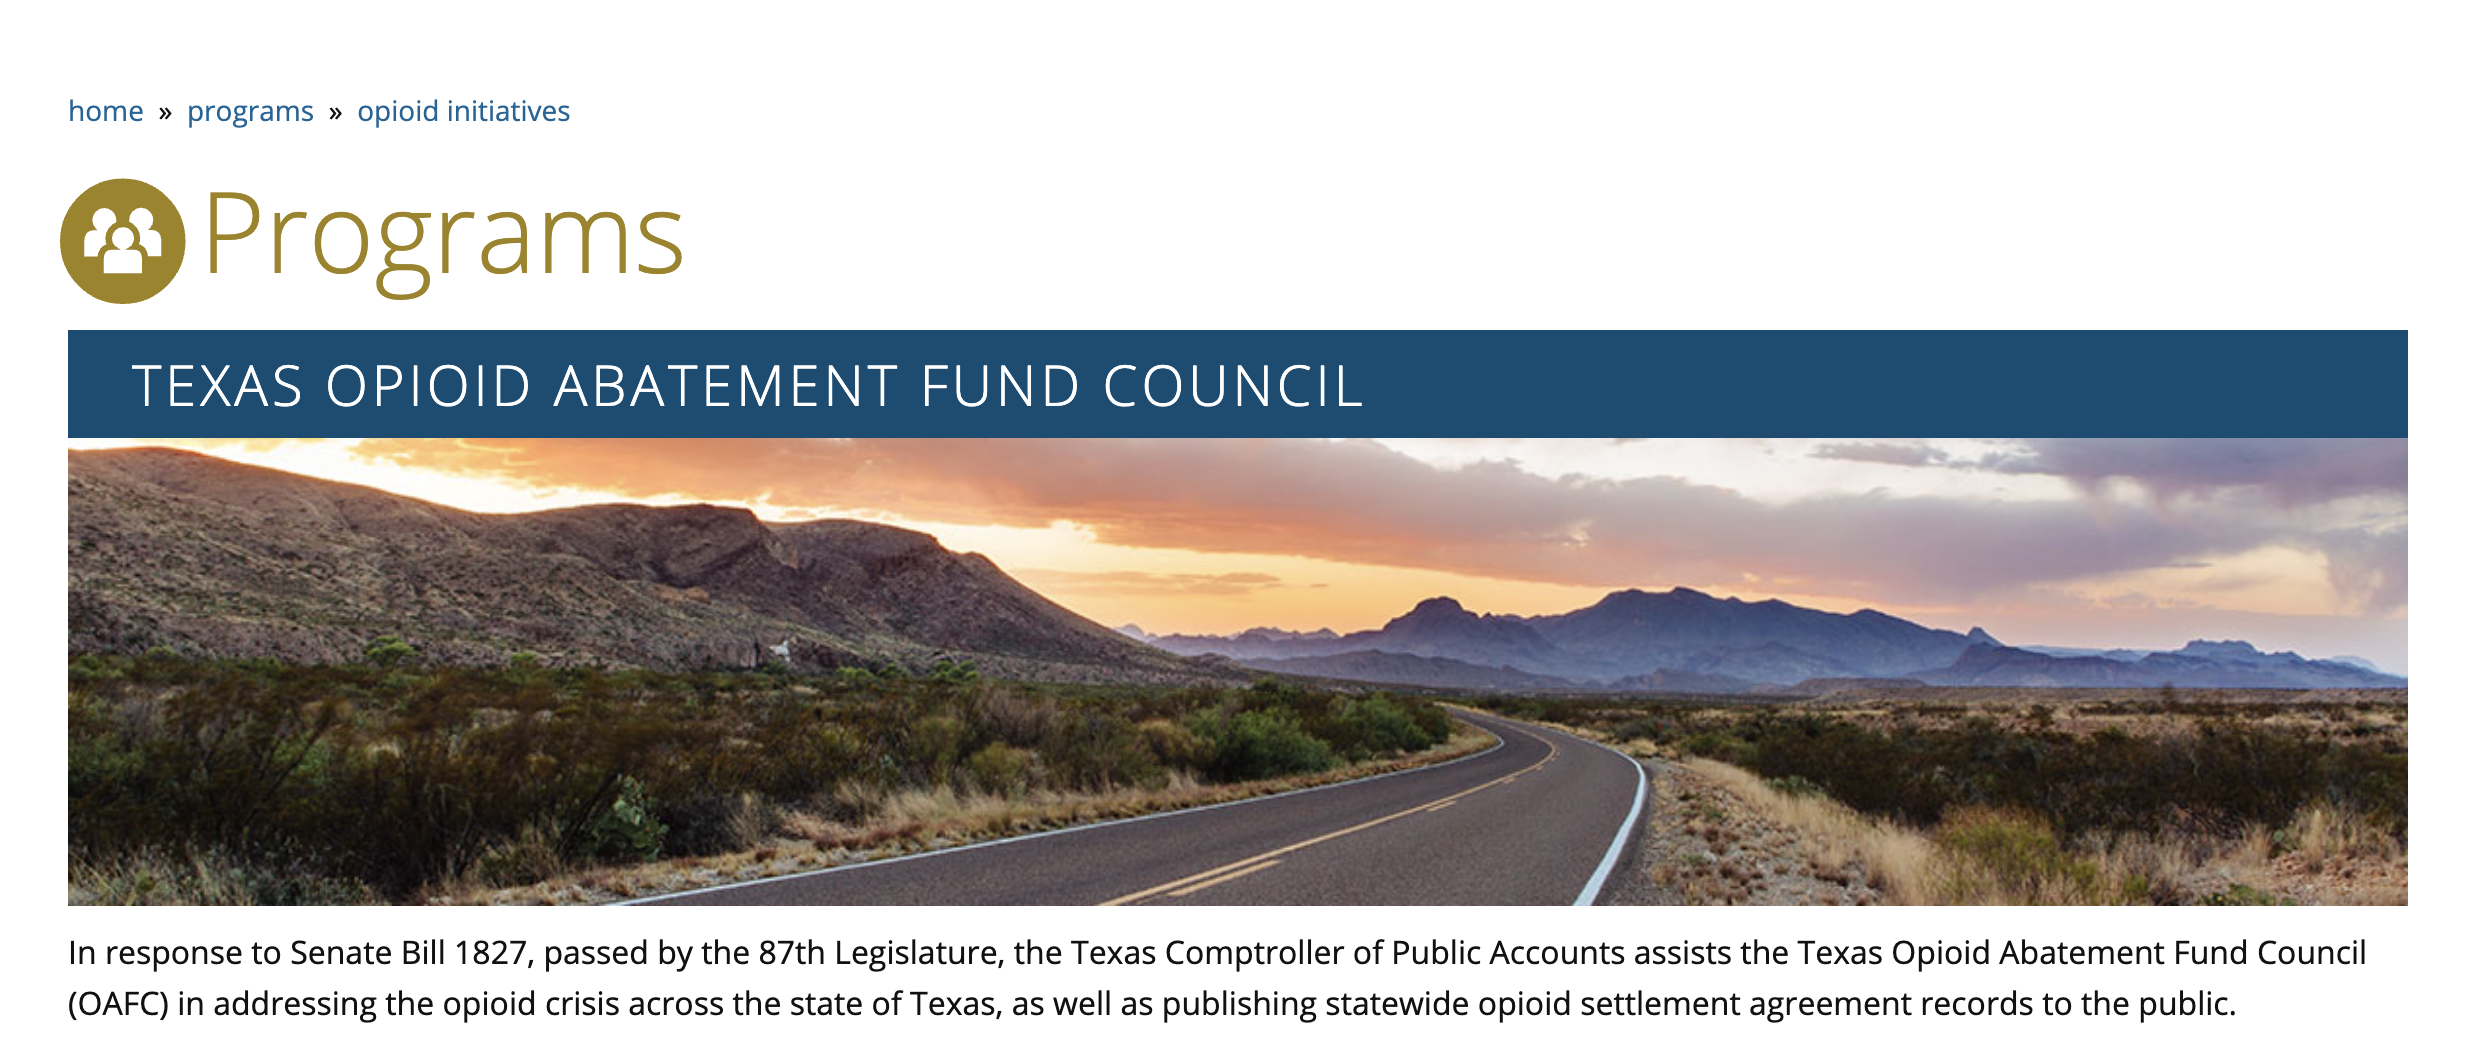 home » programs » opioid initiatives
Programs
TEXAS OPIOID ABATEMENT FUND COUNCIL
In response to Senate Bill 1827, passed by the 87th Legislature, the Texas Comptroller of Public Accounts assists the Texas Opioid Abatement Fund Council
(OAFC) in addressing the opioid crisis across the state of Texas, as well as publishing statewide opioid settlement agreement records to the public.